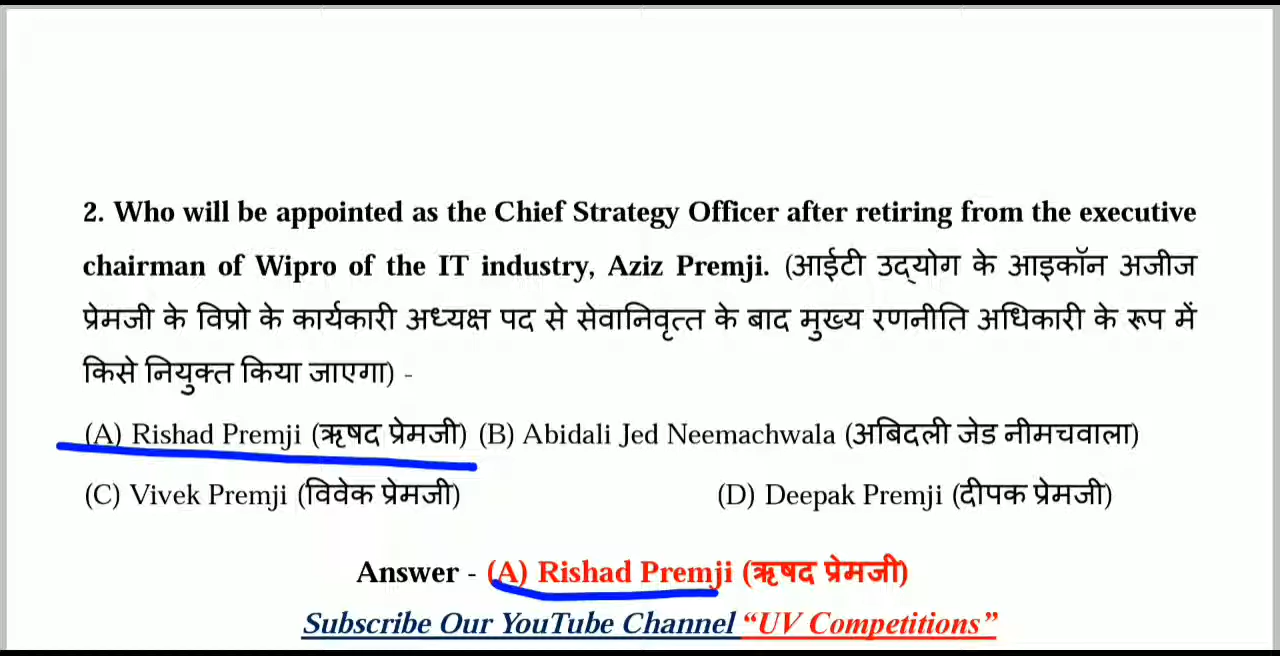 2. Who will be appointed as the Chief Strategy Officer after retiring from the executive
chairman of Wipro of the IT industry, Aziz Premji. (आईटी उद्योग के आइकॉन अजीज
प्रेमजी के विप्रो के कार्यकारी अध्यक्ष पद से सेवानिवृत्त के बाद मुख्य रणनीति अधिकारी के रूप में
किसे नियुक्त किया जाएगा) -
(A) Rishad Premji (ऋषद प्रेमजी) (B) Abidali Jed Neemachwala (अबिदली जेड नीमचवाला)
(C) Vivek Premji (विवेक प्रेमजी) (D) Deepak Premji (दीपक प्रेमजी)
Answer - (A) Rishad Premji (ऋषद प्रेमजी)
Subscribe Our YouTube Channel “UV Competitions”